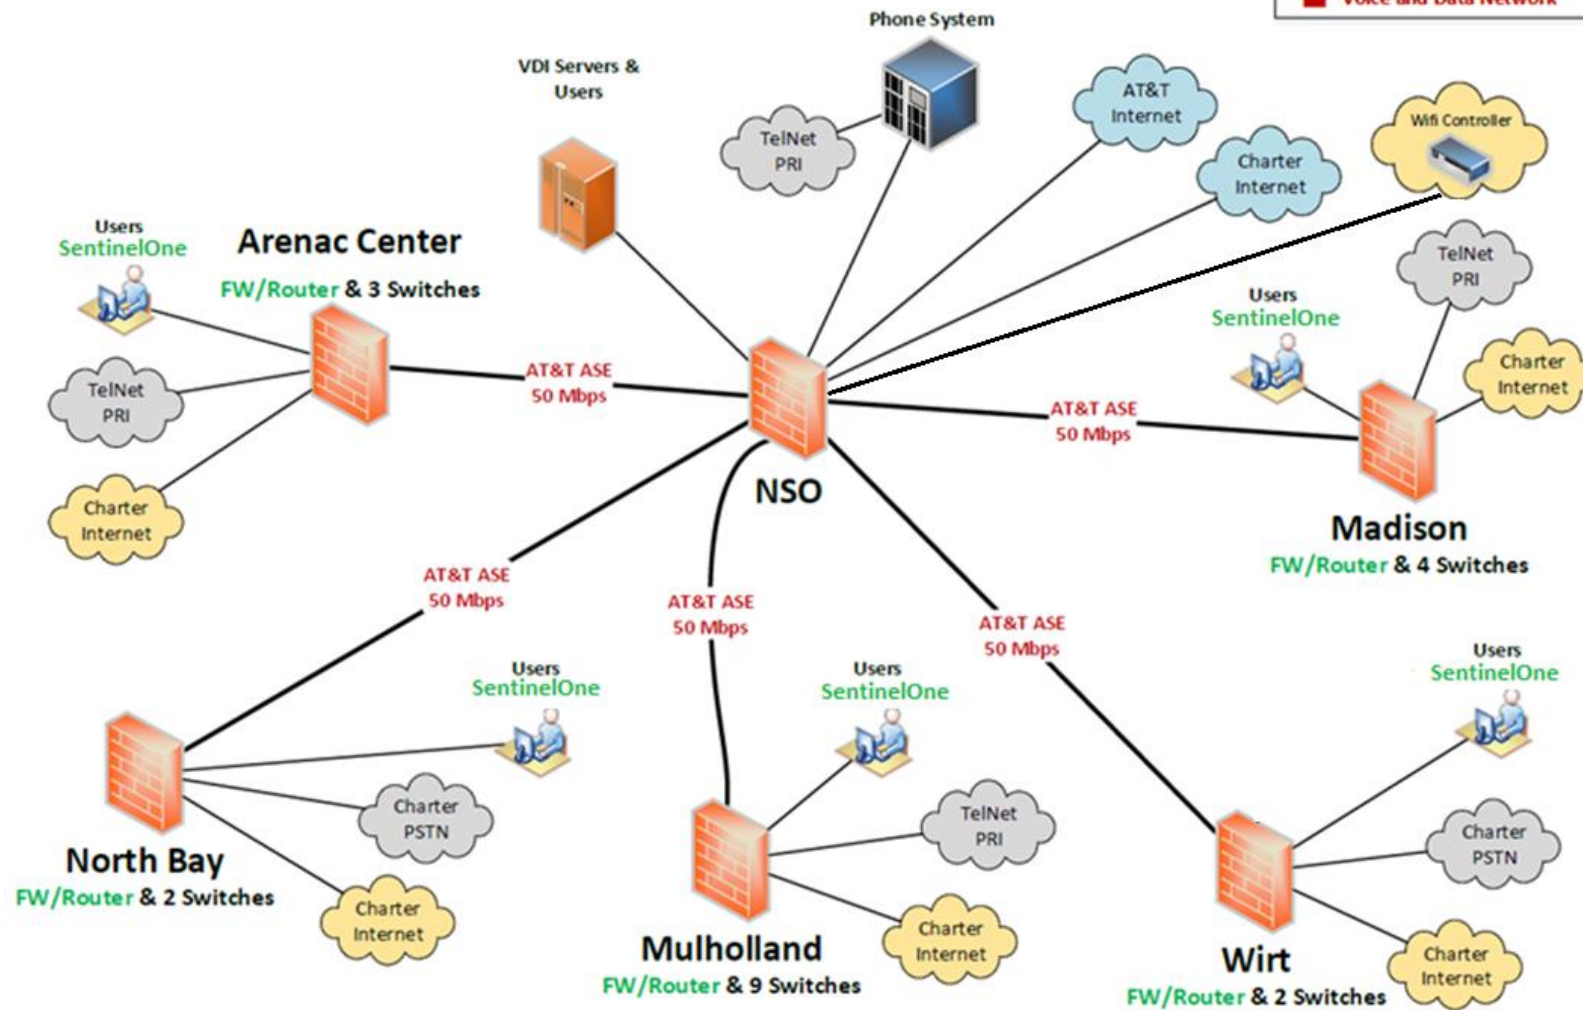 Voice and Data Network
Phone System
VDI Servers &
Users
TelNet
PRI
AT&T
Internet
Charter
Internet
Wifi Controller
Users
SentinelOne
Arenac Center
FW/Router & 3 Switches
TelNet
PRI
Charter
Internet
AT&T ASE
50 Mbps
NSO
AT&T ASE
50 Mbps
Users
SentinelOne
TelNet
PRI
Charter
Internet
Madison
FW/Router & 4 Switches
AT&T ASE
50 Mbps
AT&T ASE
50 Mbps
AT&T ASE
50 Mbps
Users
SentinelOne
Charter
PSTN
Charter
Internet
North Bay
FW/Router & 2 Switches
Users
SentinelOne
TelNet
PRI
Charter
Internet
Mulholland
FW/Router & 9 Switches
Users
SentinelOne
Charter
PSTN
Charter
Internet
Wirt
FW/Router & 2 Switches